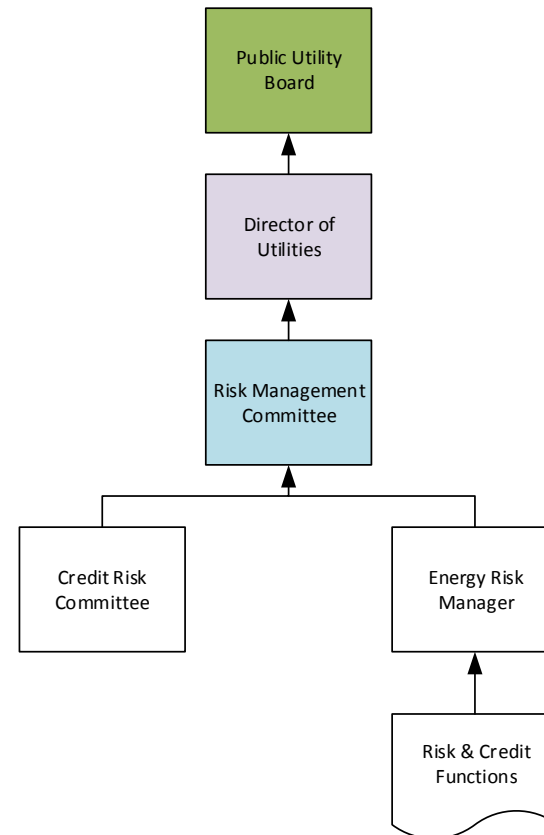 Public Utility
Board
Director of
Utilities
Risk Management
Committee
Credit Risk
Committee
Energy Risk
Manager
Risk & Credit
Functions